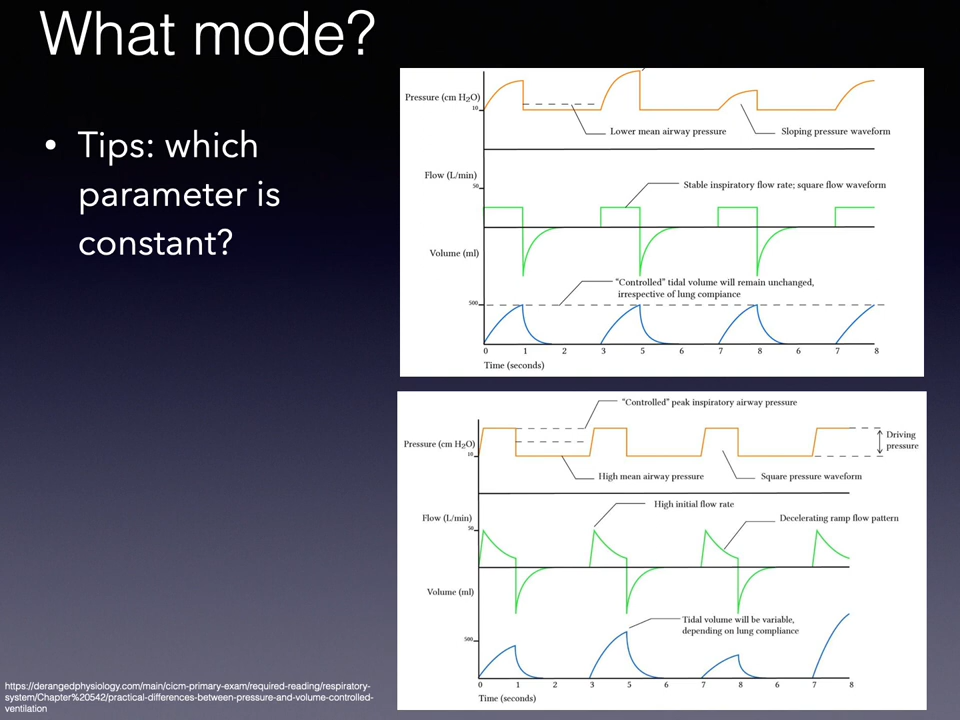 What mode?
• Tips: which
parameter is
constant?
Pressure (cm H2O)
10
Lower mean airway pressure
Sloping pressure waveform
Flow (L/min)
50
Stable inspiratory flow rate; square flow waveform
Volume (ml)
"Controlled" tidal volume will remain unchanged,
irrespective of lung compiance
500
0 1 2 3 5 6 7 8 6 7 8
Time (seconds)
"Controlled" peak inspiratory airway pressure
Pressure (cm H2O)
10
Driving
pressure
High mean airway pressure
Square pressure waveform
High initial flow rate
Flow (L/min)
50
Decelerating ramp flow pattern
Volume (ml)
Tidal volume will be variable,
depending on lung compliance
500
0 1 2 3 5 6 7 8 6 7 8
Time (seconds)
https://derangedphysiology.com/main/cicm-primary-exam/required-reading/respiratory-
system/Chapter%20542/practical-differences-between-pressure-and-volume-controlled-
ventilation